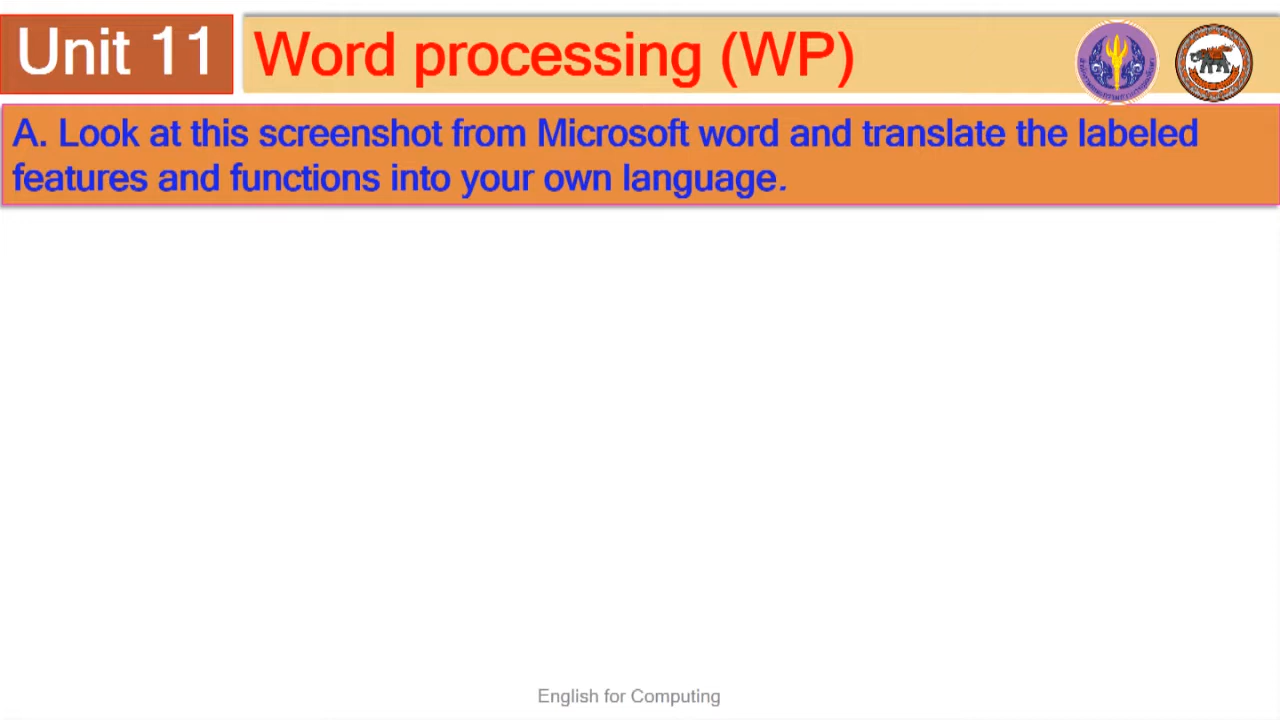 Unit 11
Word processing (WP)
A. Look at this screenshot from Microsoft word and translate the labeled
features and functions into your own language.
English for Computing